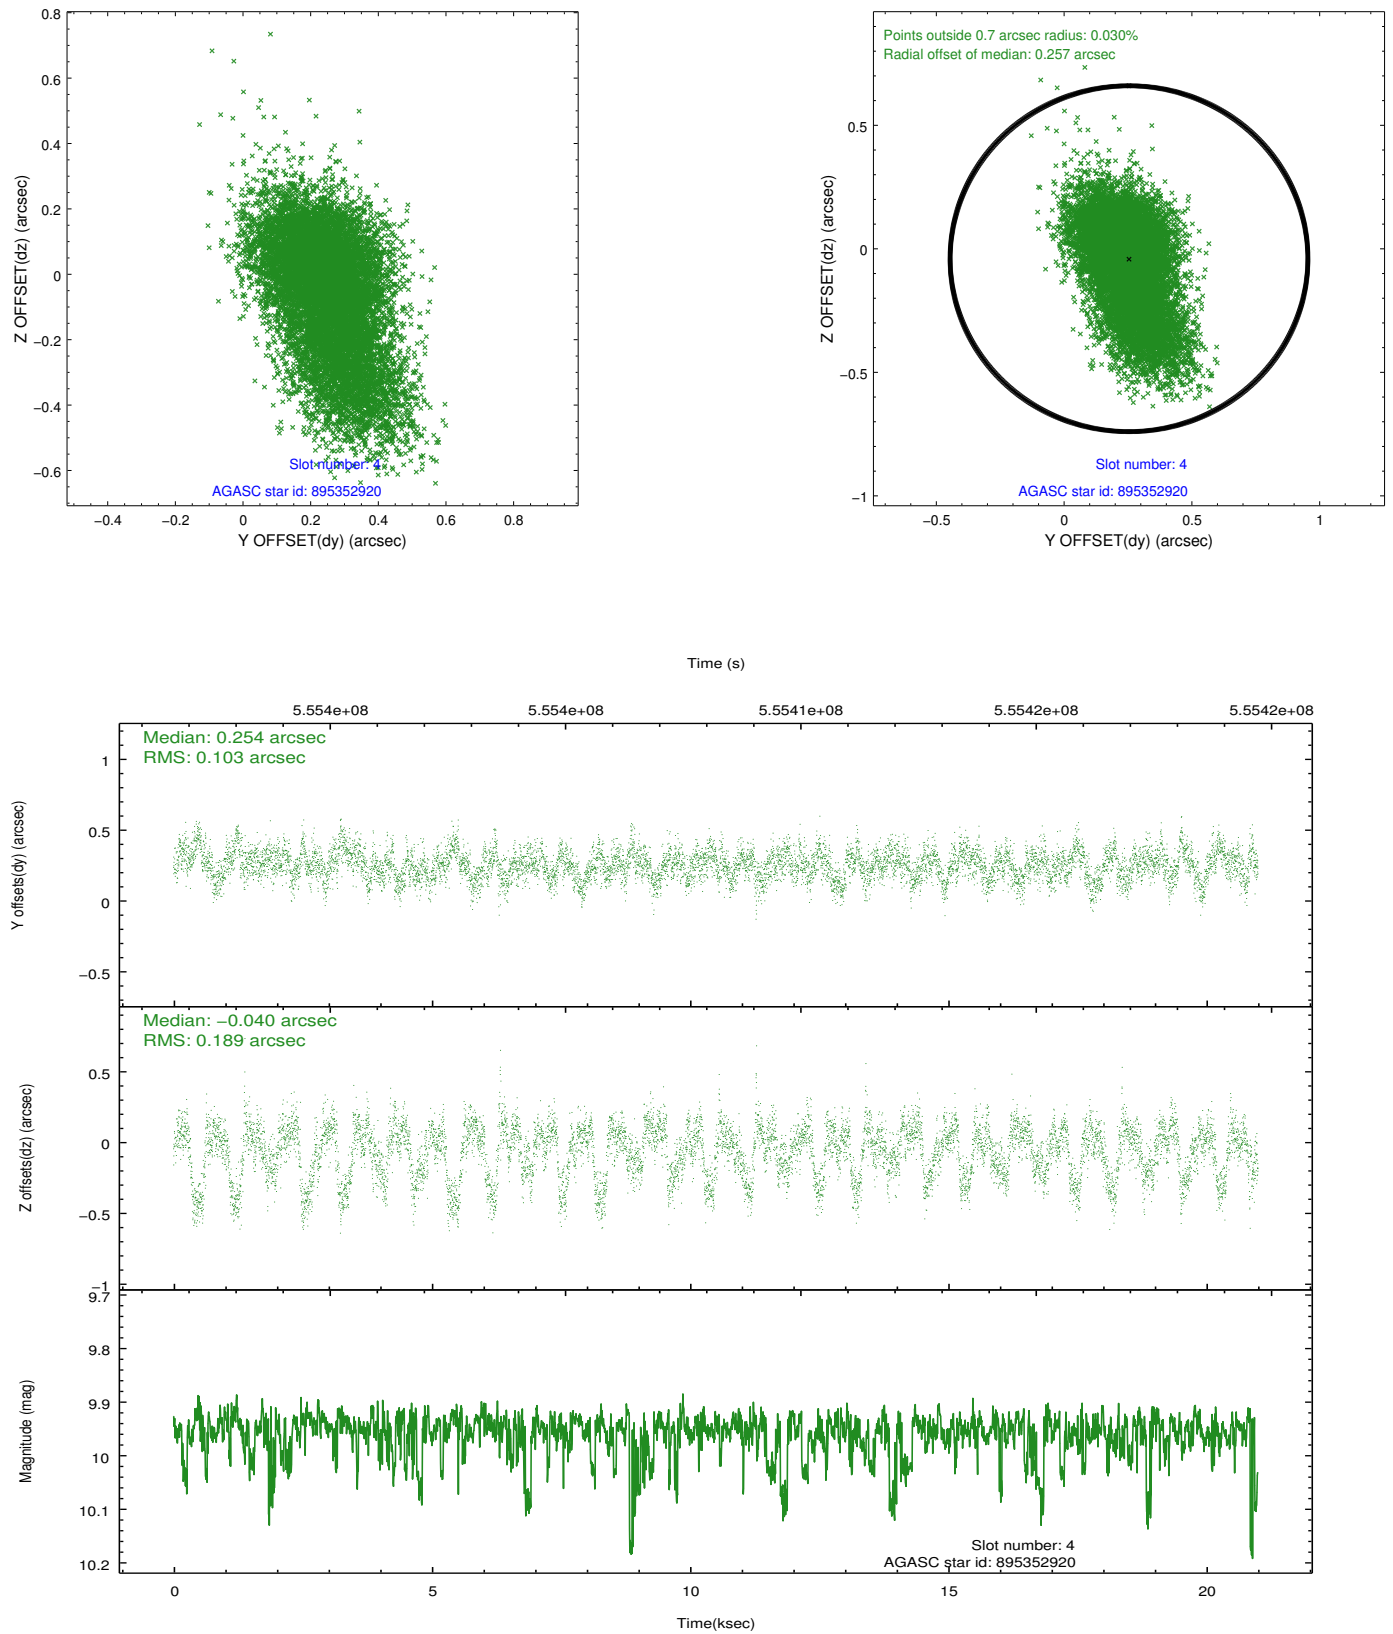 0.8
0.6
0.4
0.2
0
−0.2
−0.4
−0.6
Z OFFSET(dz) (arcsec)
Slot number: 4
AGASC star id: 895352920
−0.4 −0.2 0 0.2 0.4 0.6 0.8
Y OFFSET(dy) (arcsec)
Points outside 0.7 arcsec radius: 0.030%
Radial offset of median: 0.257 arcsec
0.5
0
−0.5
−1
Z OFFSET(dz) (arcsec)
Slot number: 4
AGASC star id: 895352920
−0.5 0 0.5 1
Y OFFSET(dy) (arcsec)
Time (s)
5.554e+08 5.554e+08 5.5541e+08 5.5542e+08 5.5542e+08
Median: 0.254 arcsec
RMS: 0.103 arcsec
1
0.5
0
−0.5
Y offsets(dy) (arcsec)
Median: −0.040 arcsec
RMS: 0.189 arcsec
0.5
0
−0.5
−1
Z offsets(dz) (arcsec)
9.7
9.8
9.9
10
10.1
10.2
Magnitude (mag)
Slot number: 4
AGASC star id: 895352920
0 5 10 15 20
Time(ksec)